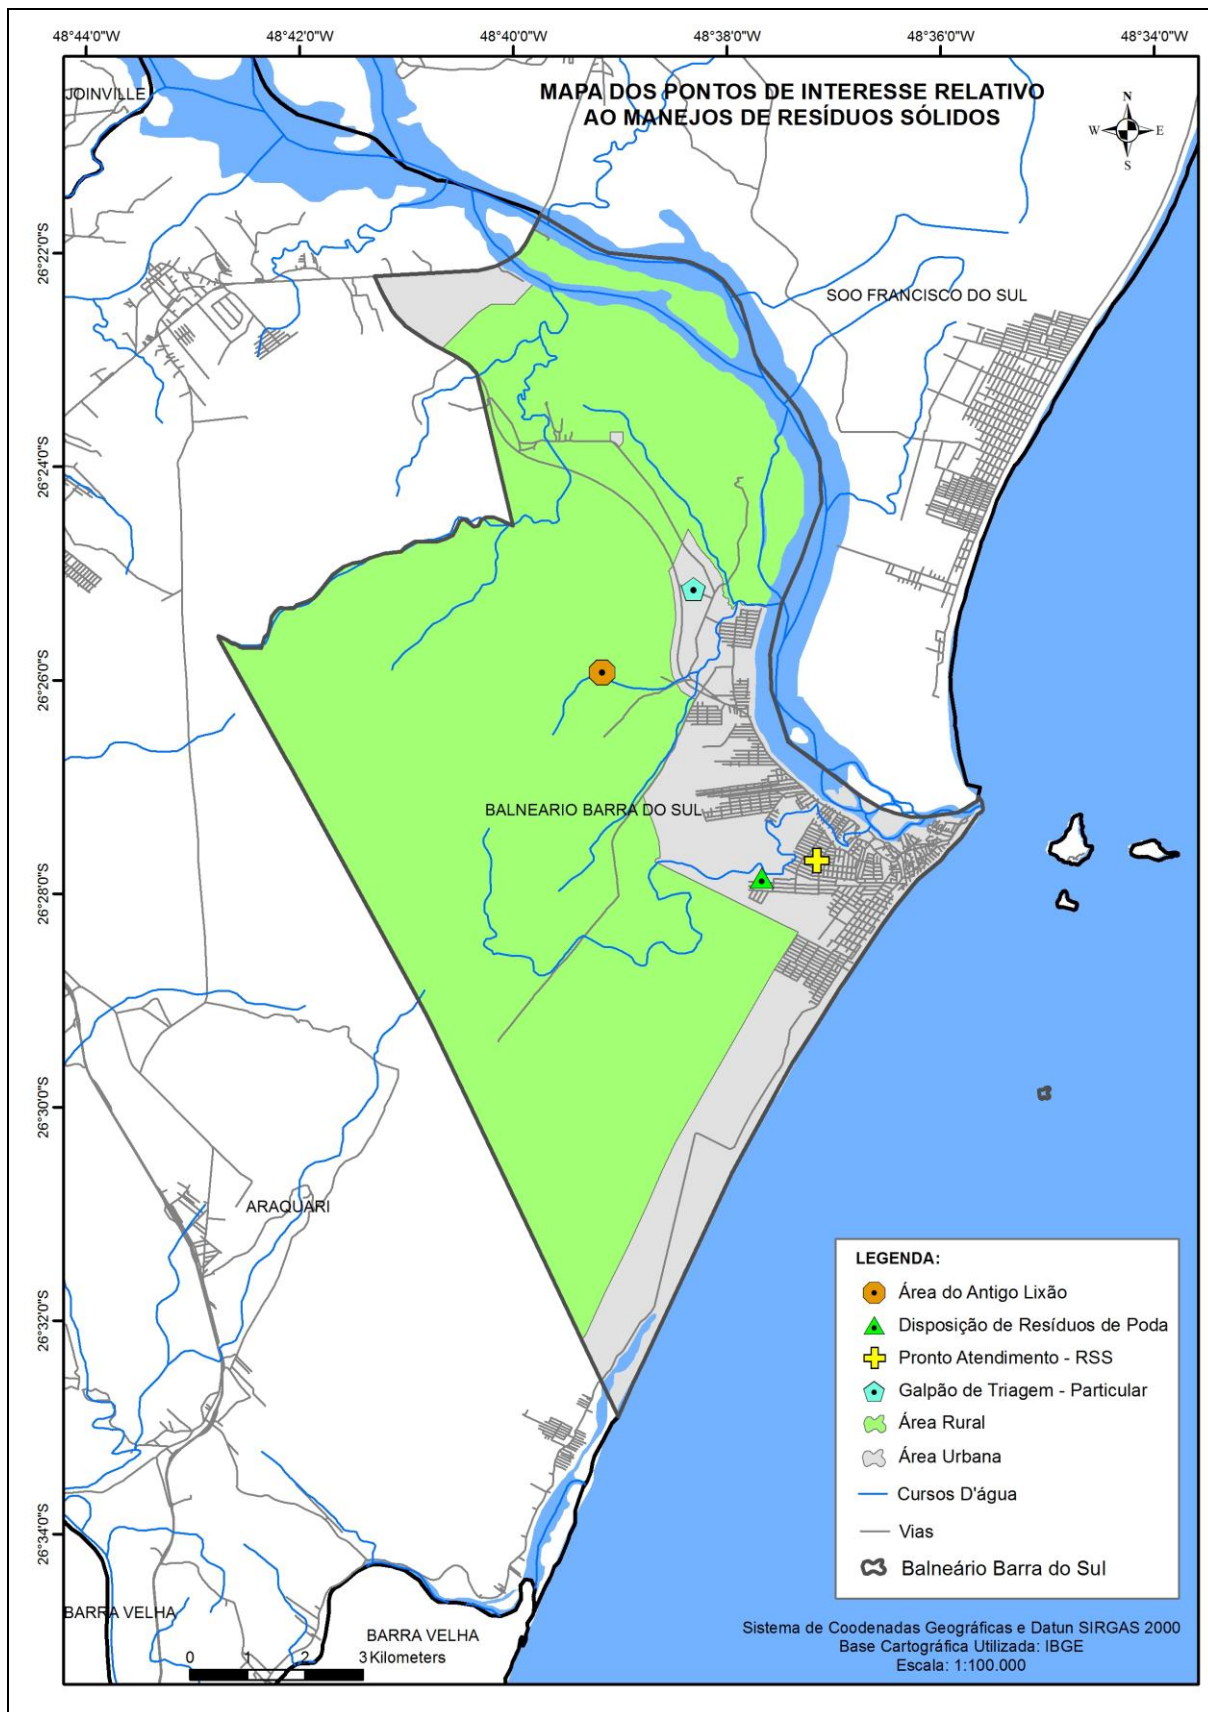 48°44'0"W 48°42'0"W 48°40'0"W 48°38'0"W 48°36'0"W 48°34'0"W
MAPA DOS PONTOS DE INTERESSE RELATIVO
AO MANEJOS DE RESÍDUOS SÓLIDOS
N
W E
S
JOINVILLE
26°22'0"S
SOO FRANCISCO DO SUL
26°24'0"S
26°26'0"S
BALNEARIO BARRA DO SUL
26°28'0"S
26°30'0"S
ARAQUARI
26°32'0"S
26°34'0"S
LEGENDA:
Área do Antigo Lixão
Disposição de Resíduos de Poda
Pronto Atendimento - RSS
Galpão de Triagem - Particular
Área Rural
Área Urbana
Cursos D'água
Vias
Balneário Barra do Sul
BARRA VELHA
BARRA VELHA
0 1 2 3 Kilometers
Sistema de Coodenadas Geográficas e Datun SIRGAS 2000
Base Cartográfica Utilizada: IBGE
Escala: 1:100.000